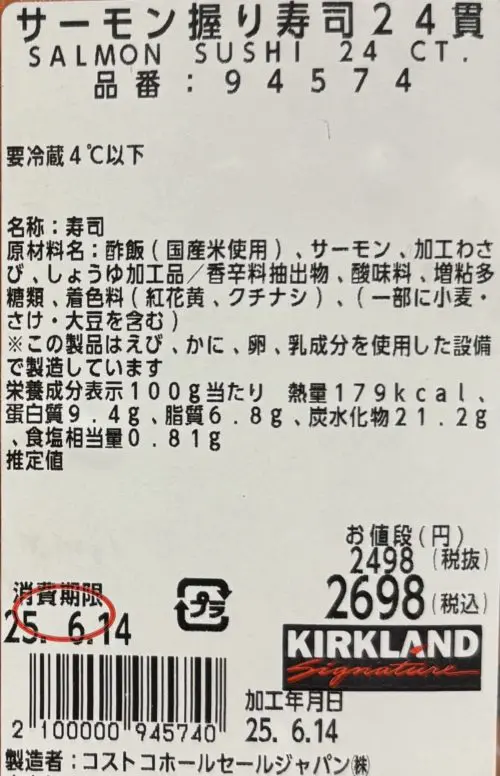 サーモン握り寿司24貫
SALMON SUSHI 24 CT.
品番:94574
要冷蔵4℃以下
名称:寿司
原材料名:酢飯(国産米使用)、サーモン、加工わさ
び、しょうゆ加工品/香辛料抽出物、酸味料、増粘多
糖類、着色料(紅花黄、クチナシ)、(一部に小麦・
さけ・大豆を含む)
※この製品はえび、かに、卵、乳成分を使用した設備
で製造しています
栄養成分表示100g当たり 熱量179kcal、
蛋白質9.4g、脂質6.8g、炭水化物21.2g
、食塩相当量0.81g
推定値
お値段(円)
2498(税抜)
2698(税込)
消費期限
25. 6.14
プラ
KIRKLAND
Signature
加工年月日
25. 6.14
2 100000 945740
製造者:コストコホールセールジャパン㈱